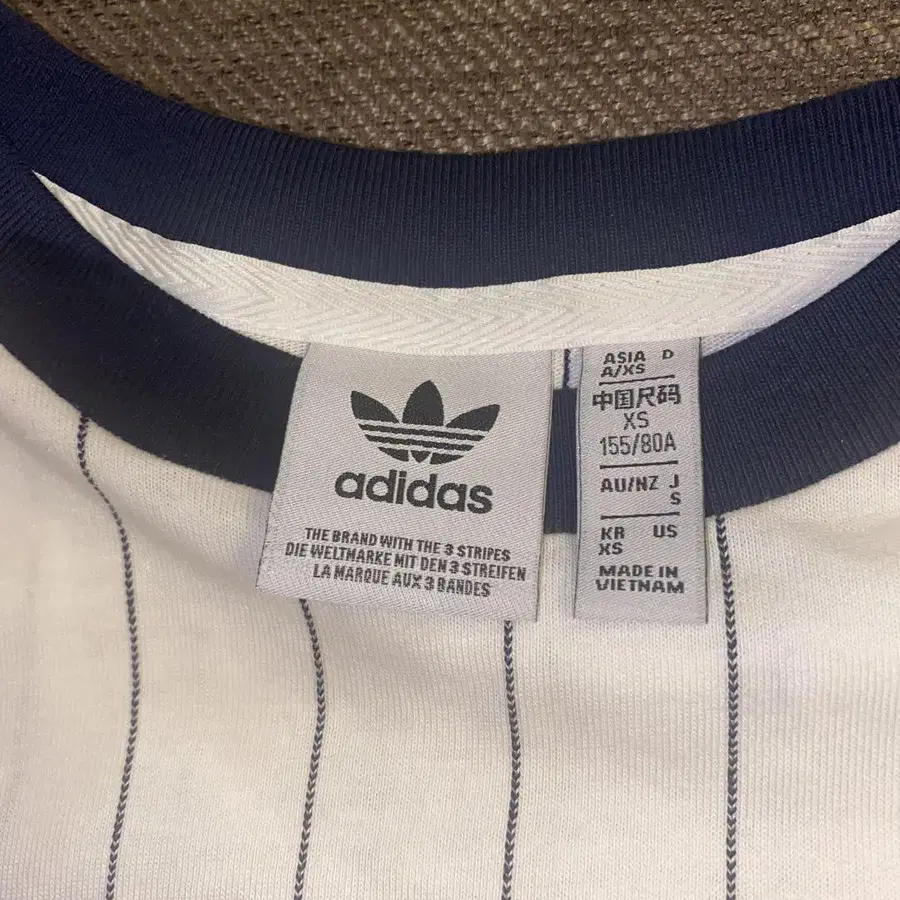 adidas
THE BRAND WITH THE 3 STRIPES
DIE WELTMARKE MIT DEN 3 STREIFEN
LA MARQUE AUX 3 BANDES
ASIA D
A/XS
中国尺码
XS
155/80A
AU/NZ J
S
KR US
XS
MADE IN
VIETNAM